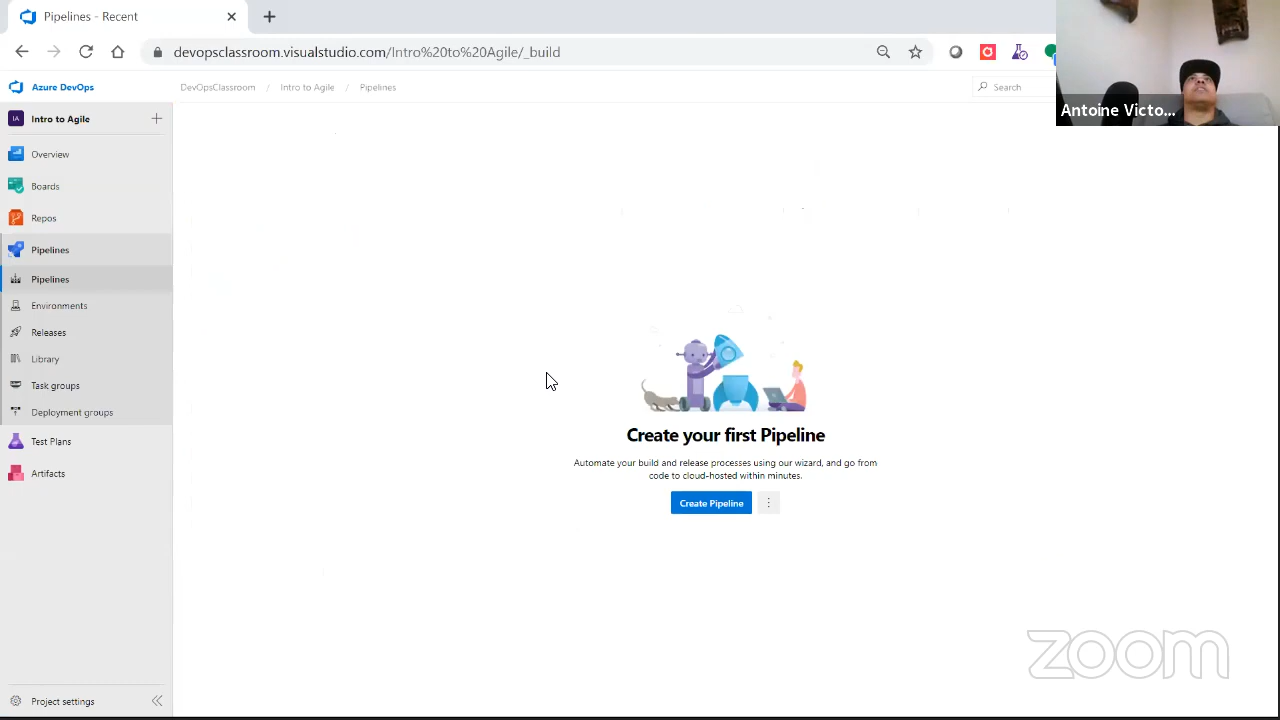 Pipelines - Recent
devopsclassroom.visualstudio.com/Intro%20to%20Agile/_build
Azure DevOps
DevOpsClassroom / Intro to Agile / Pipelines
Search
Antoine Victo...
IA Intro to Agile
Overview
Boards
Repos
Pipelines
Pipelines
Environments
Releases
Library
Task groups
Deployment groups
Test Plans
Artifacts
Create your first Pipeline
Automate your build and release processes using our wizard, and go from
code to cloud-hosted within minutes.
Create Pipeline
Project settings
zoom